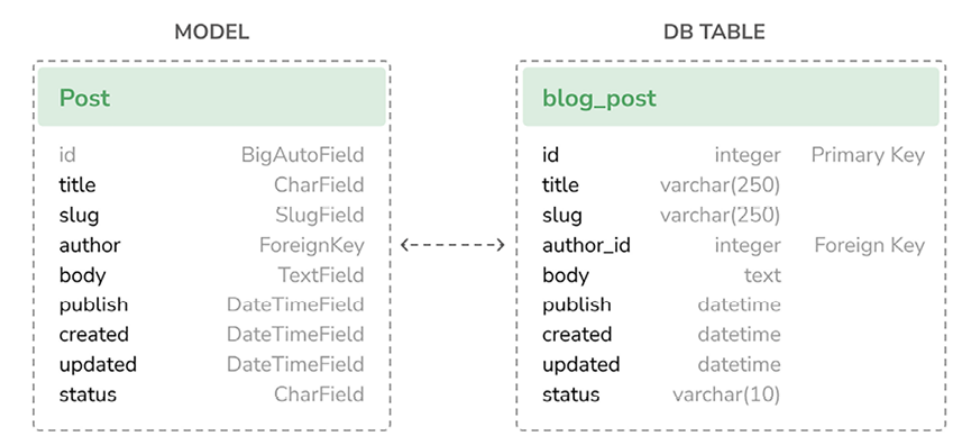 MODEL
Post
id BigAutoField
title CharField
slug SlugField
author ForeignKey
body TextField
publish DateTimeField
created DateTimeField
updated DateTimeField
status CharField
DB TABLE
blog_post
id integer Primary Key
title varchar(250)
slug varchar(250)
author_id integer Foreign Key
body text
publish datetime
created datetime
updated datetime
status varchar(10)